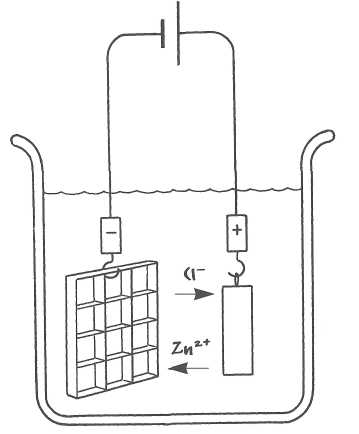 −
+
Cl⁻
Zn²⁺